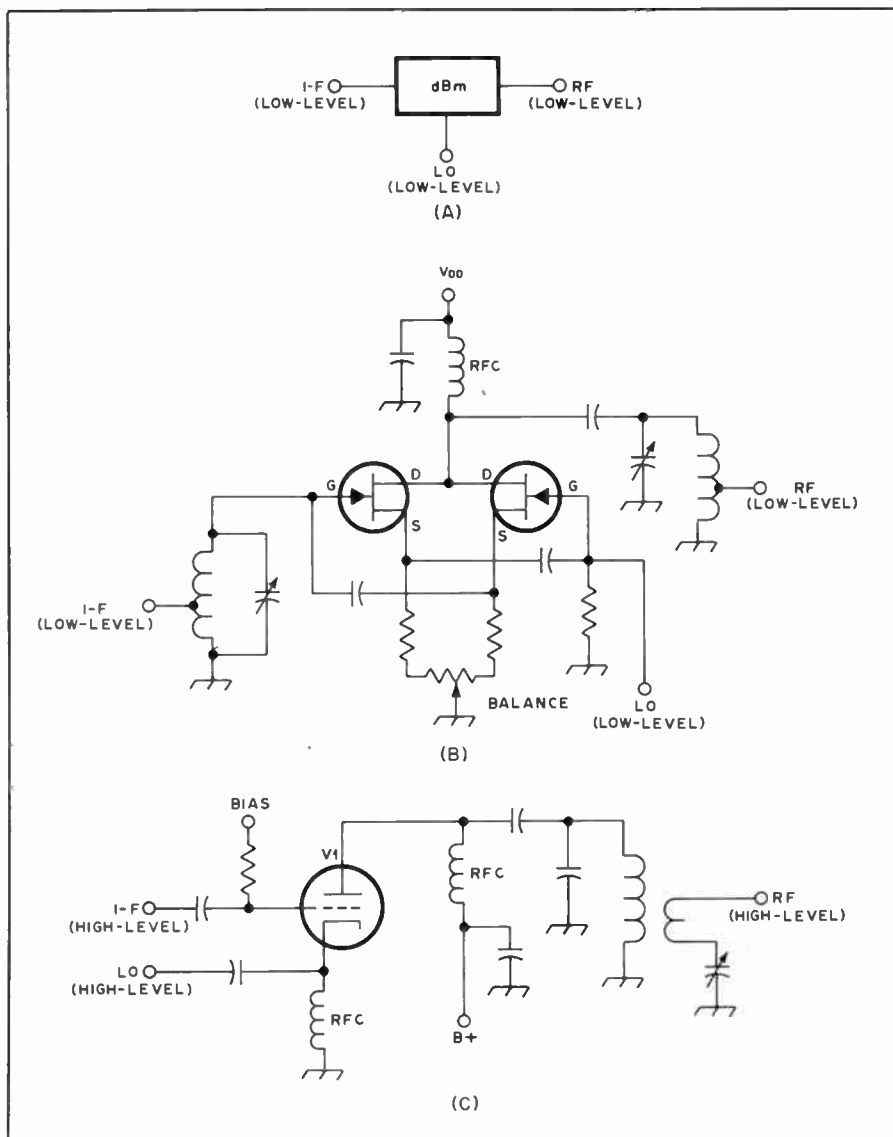 I-F
(LOW-LEVEL)
dBm
RF
(LOW-LEVEL)
LO
(LOW-LEVEL)
(A)
VDD
RFC
G
D
D
G
S
S
RF
(LOW-LEVEL)
I-F
(LOW-LEVEL)
BALANCE
LO
(LOW-LEVEL)
(B)
BIAS
V1
I-F
(HIGH-LEVEL)
RFC
RF
(HIGH-LEVEL)
LO
(HIGH-LEVEL)
RFC
B+
(C)